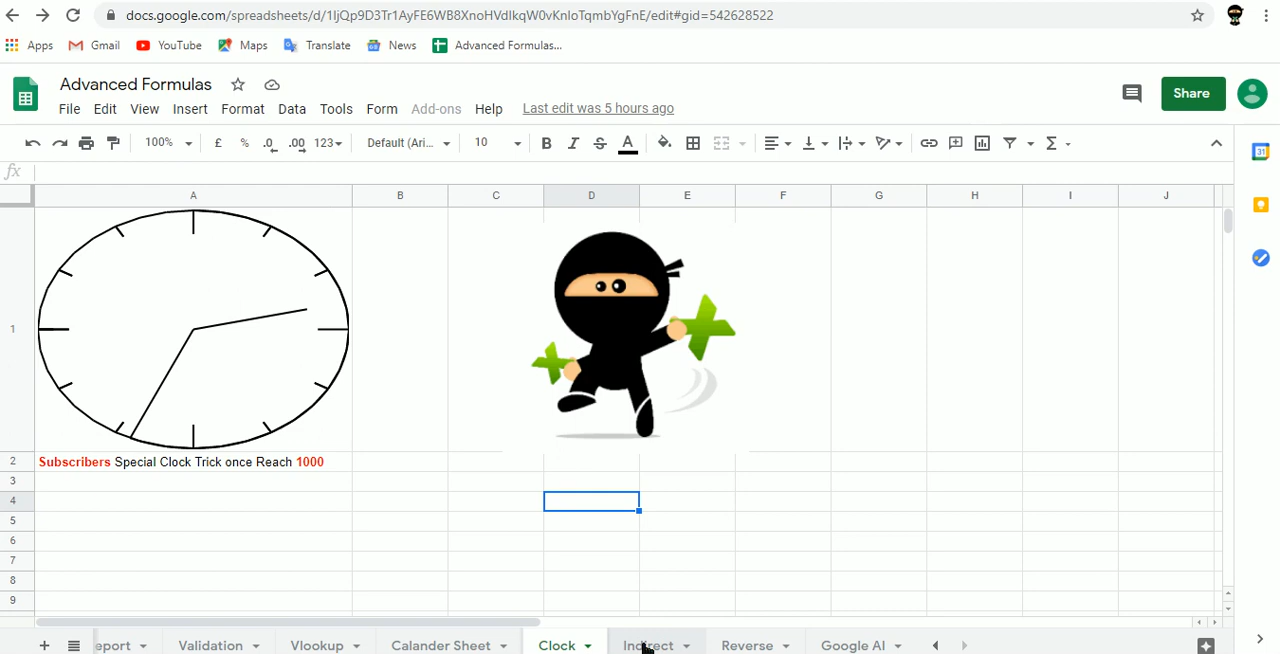 docs.google.com/spreadsheets/d/1IjQp9D3Tr1AyFE6WB8XnoHVdIkqW0vKnIoTqmbYgFnE/edit#gid=542628522
Apps Gmail YouTube Maps Translate News Advanced Formulas...
Advanced Formulas
File Edit View Insert Format Data Tools Form Add-ons Help Last edit was 5 hours ago
Share
100% £ % .0 .00 123 Default (Ari... 10 B I S A Σ
31
fx
A B C D E F G H I J
1
2 Subscribers Special Clock Trick once Reach 1000
3
4
5
6
7
8
9
+ eport Validation Vlookup Calander Sheet Clock Indirect Reverse Google AI